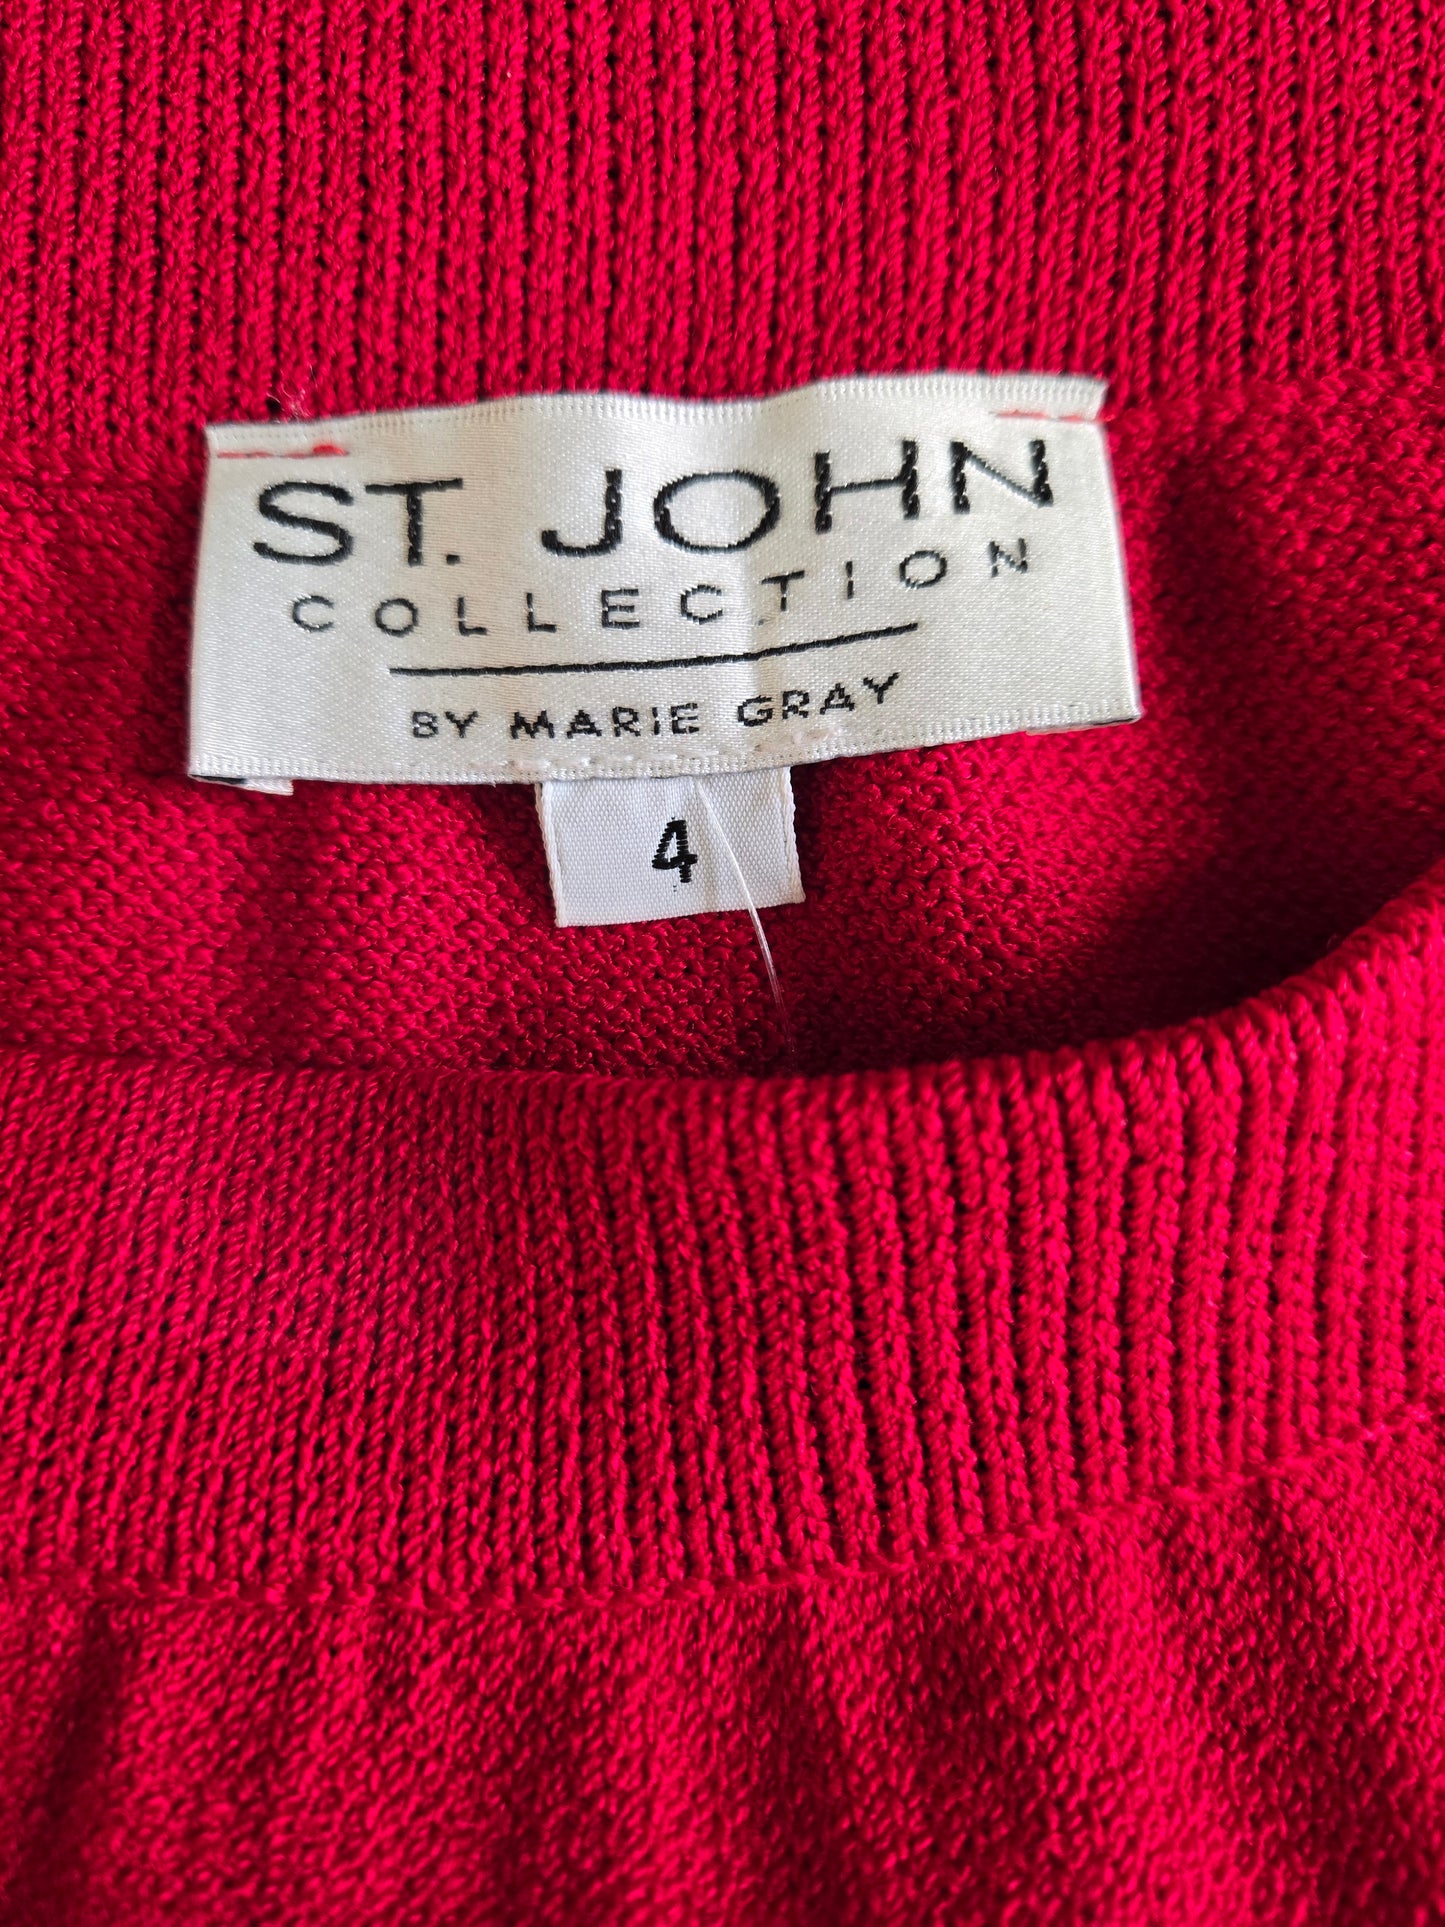 ST. JOHN
COLLECTION
BY MARIE GRAY
4